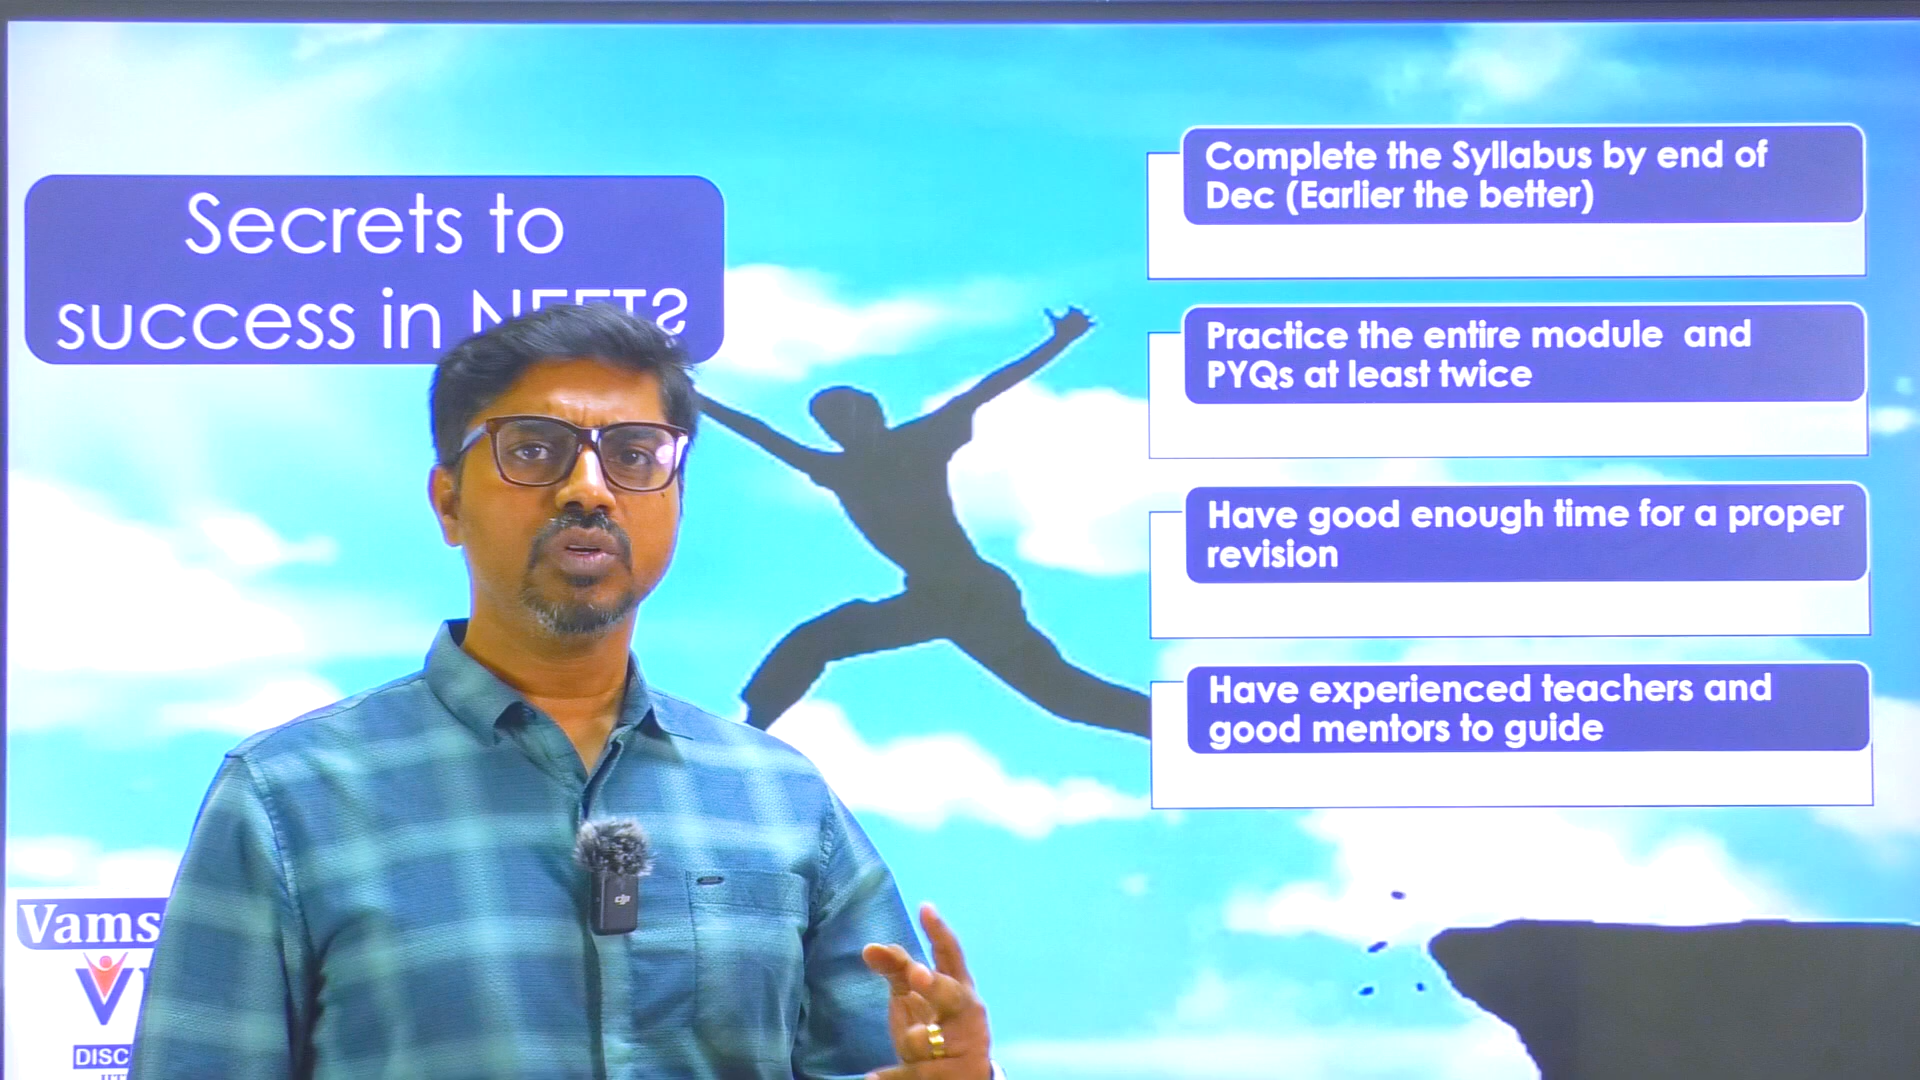 Secrets to
success in NEET?
Complete the Syllabus by end of
Dec (Earlier the better)
Practice the entire module and
PYQs at least twice
Have good enough time for a proper
revision
Have experienced teachers and
good mentors to guide
Vams
DISC
dji